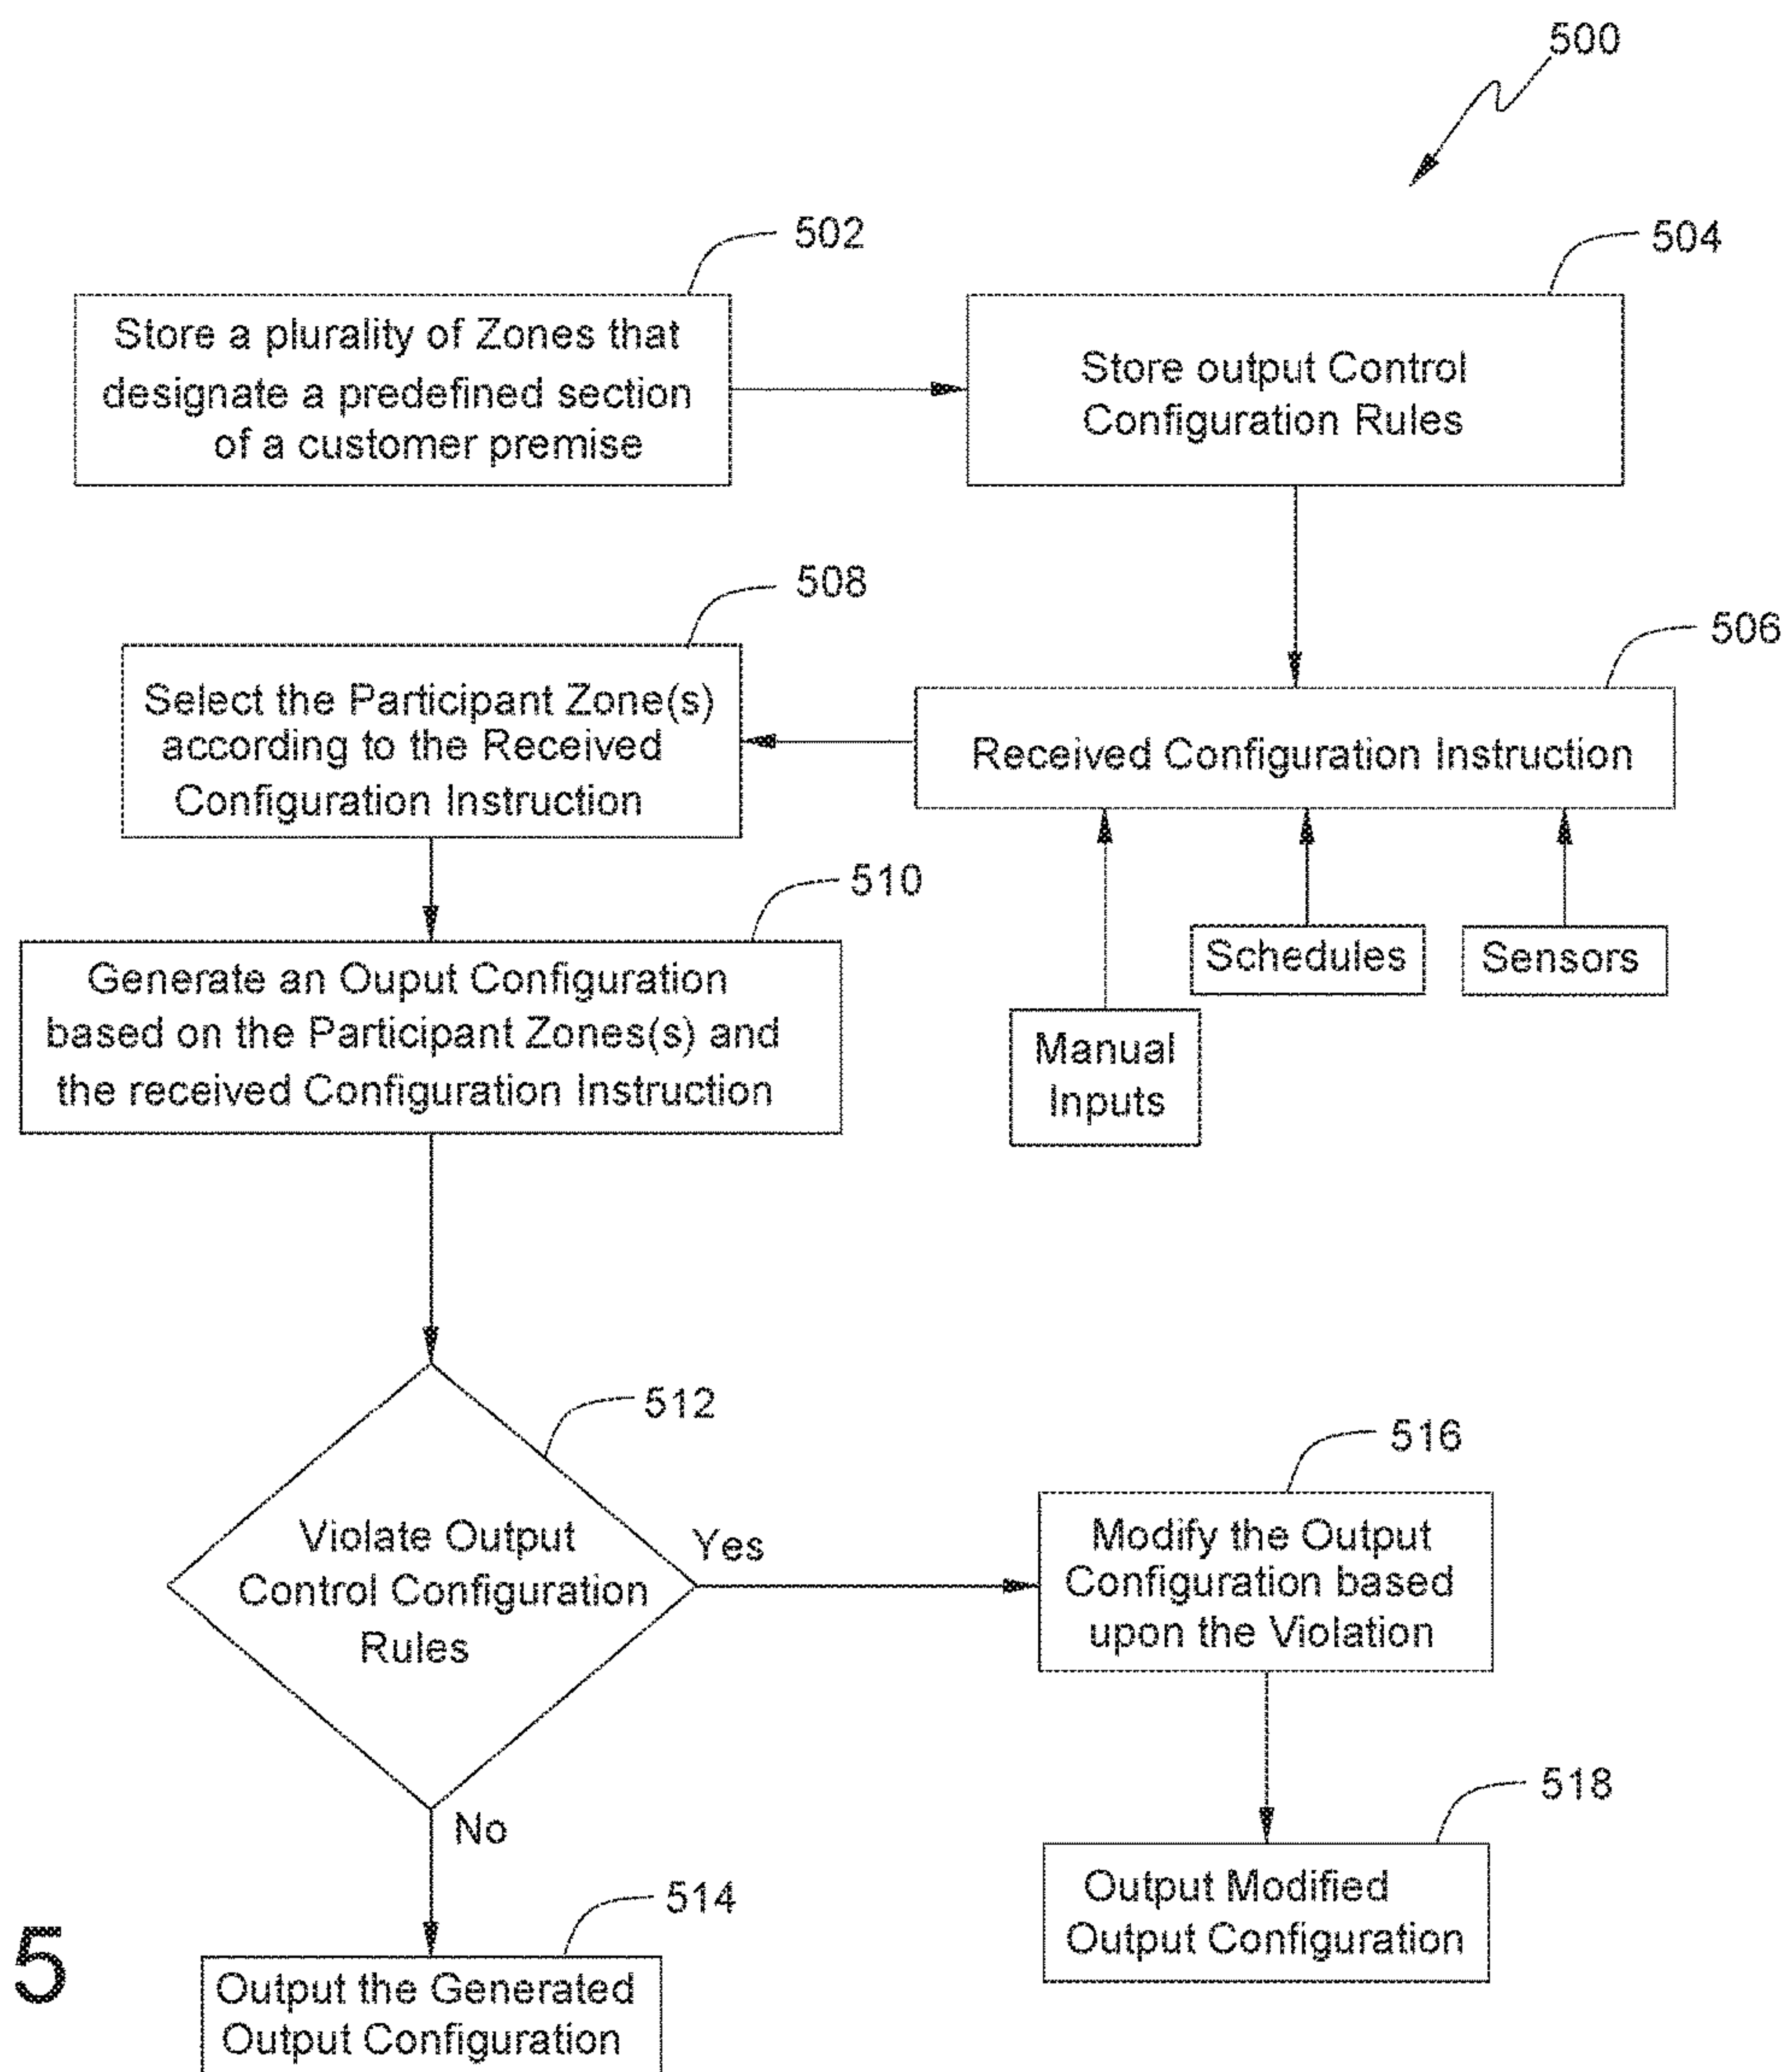 500
502
Store a plurality of Zones that
designate a predefined section
of a customer premise
504
Store output Control
Configuration Rules
506
Received Configuration Instruction
508
Select the Participant Zone(s)
according to the Received
Configuration Instruction
Manual
Inputs
Schedules
Sensors
510
Generate an Ouput Configuration
based on the Participant Zones(s) and
the received Configuration Instruction
512
Violate Output
Control Configuration
Rules
Yes
No
516
Modify the Output
Configuration based
upon the Violation
518
Output Modified
Output Configuration
514
Output the Generated
Output Configuration
5